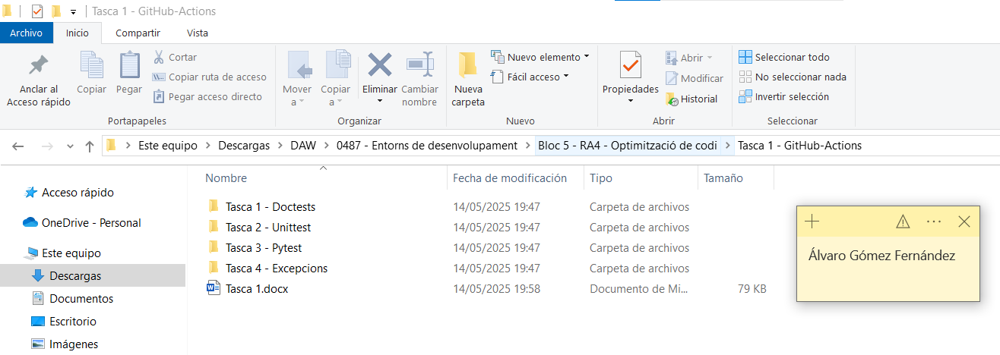 Tasca 1 - GitHub-Actions
Archivo Inicio Compartir Vista
Anclar al Acceso rápido
Copiar
Pegar
Cortar
Copiar ruta de acceso
Pegar acceso directo
Portapapeles
Mover a
Copiar a
Eliminar
Cambiar nombre
Organizar
Nueva carpeta
Nuevo elemento
Fácil acceso
Nuevo
Propiedades
Abrir
Modificar
Historial
Abrir
Seleccionar todo
No seleccionar nada
Invertir selección
Seleccionar
Este equipo > Descargas > DAW > 0487 - Entorns de desenvolupament > Bloc 5 - RA4 - Optimització de codi > Tasca 1 - GitHub-Actions
Acceso rápido
OneDrive - Personal
Este equipo
Descargas
Documentos
Escritorio
Imágenes
Nombre Fecha de modificación Tipo Tamaño
Tasca 1 - Doctests 14/05/2025 19:47 Carpeta de archivos
Tasca 2 - Unittest 14/05/2025 19:47 Carpeta de archivos
Tasca 3 - Pytest 14/05/2025 19:47 Carpeta de archivos
Tasca 4 - Excepcions 14/05/2025 19:47 Carpeta de archivos
Tasca 1.docx 14/05/2025 19:58 Documento de Mi... 79 KB
Álvaro Gómez Fernández